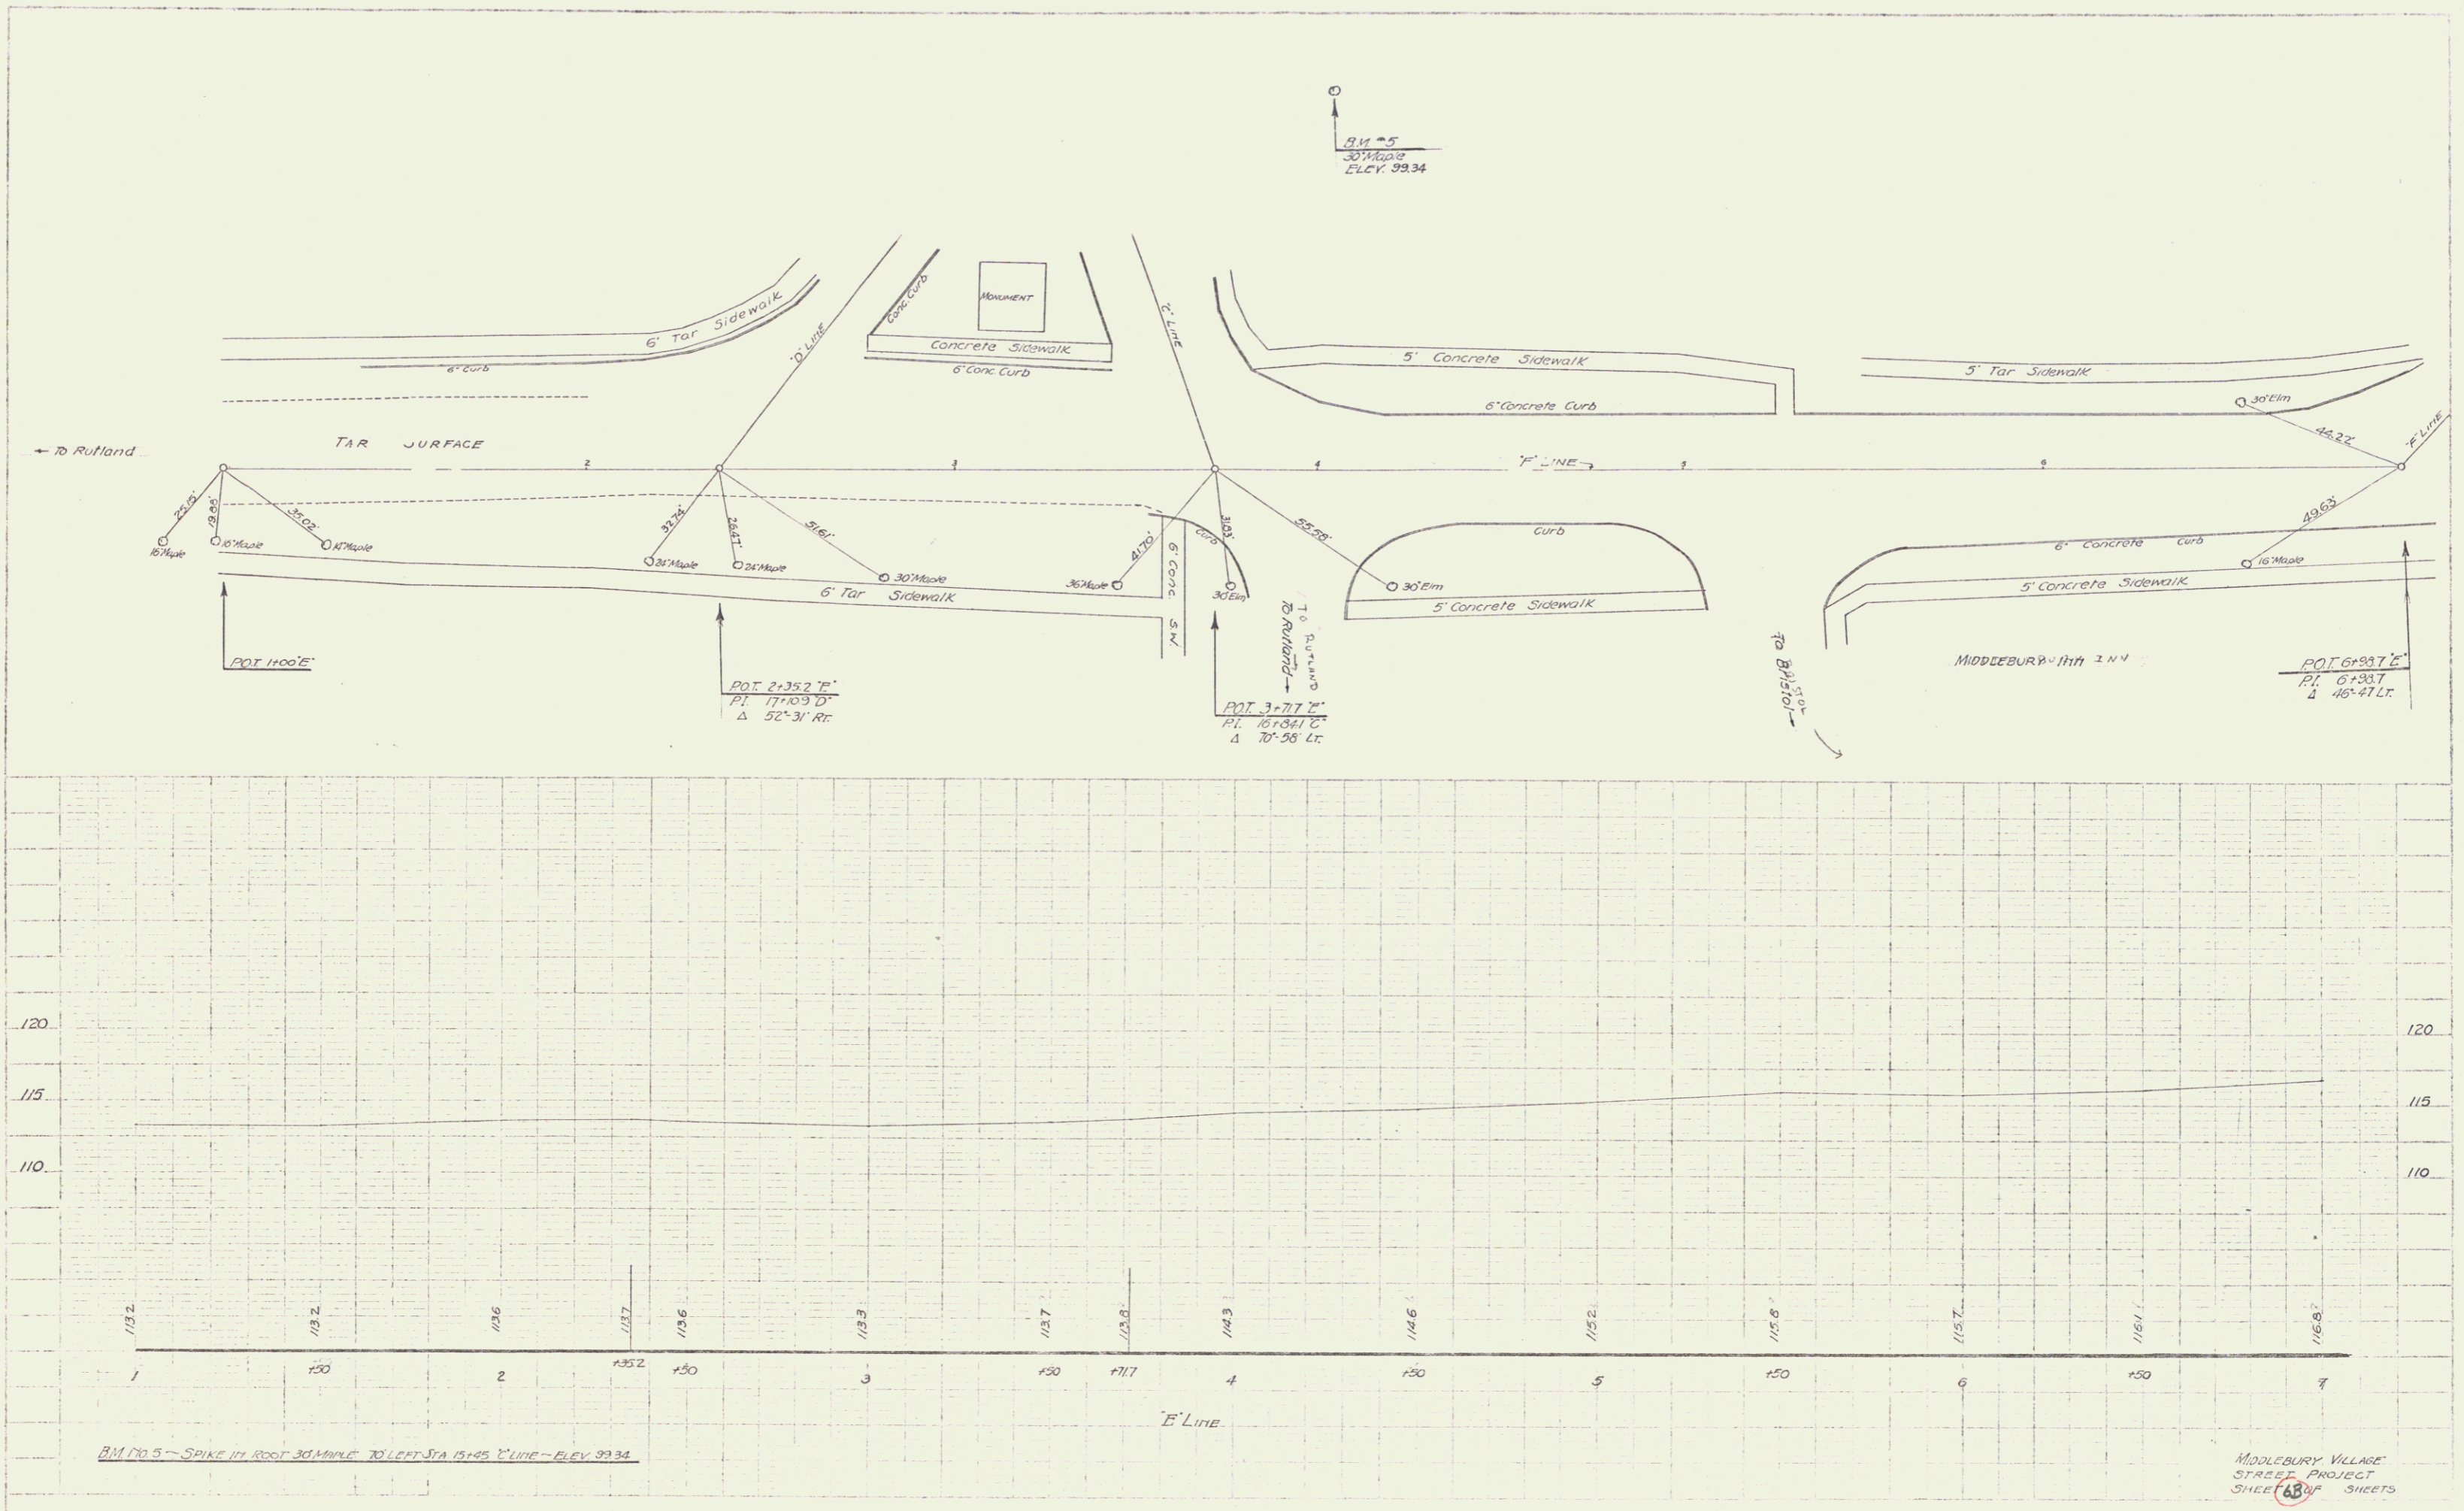 B.M. #5
30" Maple
ELEV. 99.34
6' Tar Sidewalk
6" Curb
"D" LINE
Conc. Curb
MONUMENT
Concrete Sidewalk
6" Conc Curb
"C" LINE
5' Concrete Sidewalk
6" Concrete Curb
5' Tar Sidewalk
30" Elm
44.22'
"F" LINE
← To Rutland
TAR SURFACE
2
3
4
"F" LINE
5
6
25.15'
19.88'
35.02'
16" Maple
16" Maple
14" Maple
32.74'
26.47'
51.61'
24" Maple
24" Maple
30" Maple
6' Tar Sidewalk
41.70'
31.83'
55.58'
36" Maple
6' Conc. S.W.
Curb
30" Elm
30" Elm
Curb
5' Concrete Sidewalk
49.63'
6" Concrete Curb
16" Maple
5' Concrete Sidewalk
TO RUTLAND
To Rutland →
TO BRISTOL
To Bristol →
MIDDLEBURY INN
P.O.T. 1+00 "E"
P.O.T. 2+35.2 "E"
P.I. 17+10.9 "D"
Δ 52°-31' RT.
P.O.T. 3+71.7 "E"
P.I. 16+84.1 "C"
Δ 70°-58' LT.
P.O.T. 6+98.7 "E"
P.I. 6+98.7
Δ 46°-47 LT.
120 120
115 115
110 110
113.2 113.2 113.6 113.7 113.6 113.3 113.7 113.8 114.3 114.6 115.2 115.8 115.7 116.1 116.8
1 +50 2 +35.2 +50 3 +50 +71.7 4 +50 5 +50 6 +50 7
"E" LINE
B.M. NO. 5 ~ SPIKE IN ROOT 30" MAPLE 70' LEFT STA 15+45 "C" LINE ~ ELEV. 99.34
MIDDLEBURY VILLAGE
STREET PROJECT
SHEET 6B OF SHEETS